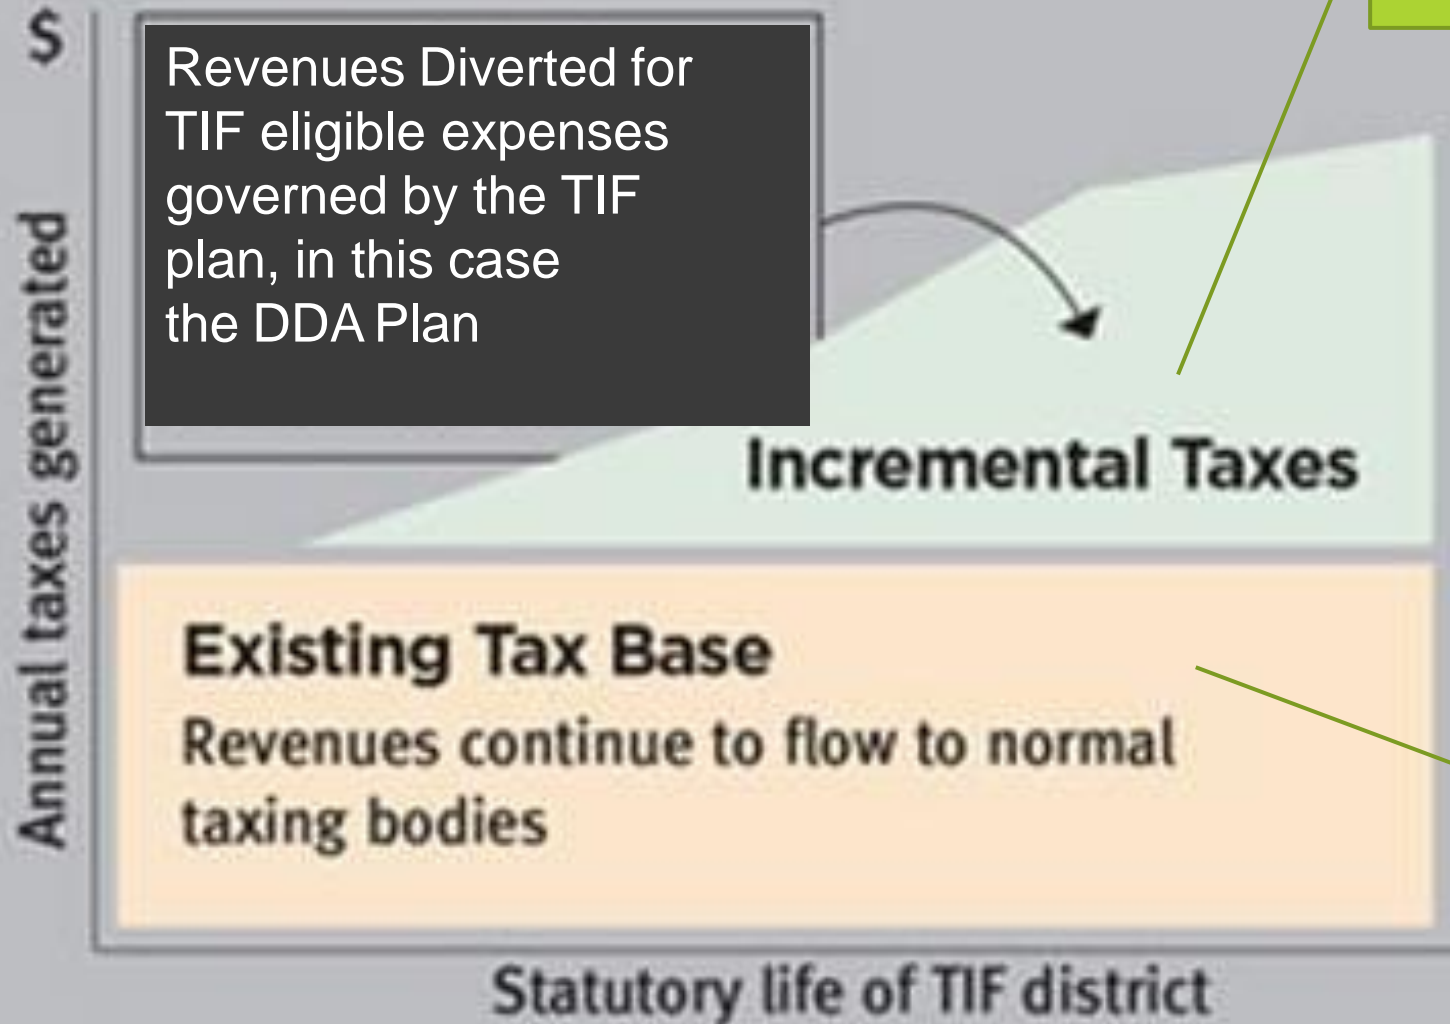 $
Revenues Diverted for
TIF eligible expenses
governed by the TIF
plan, in this case
the DDA Plan
Annual taxes generated
Incremental Taxes
Existing Tax Base
Revenues continue to flow to normal
taxing bodies
Statutory life of TIF district